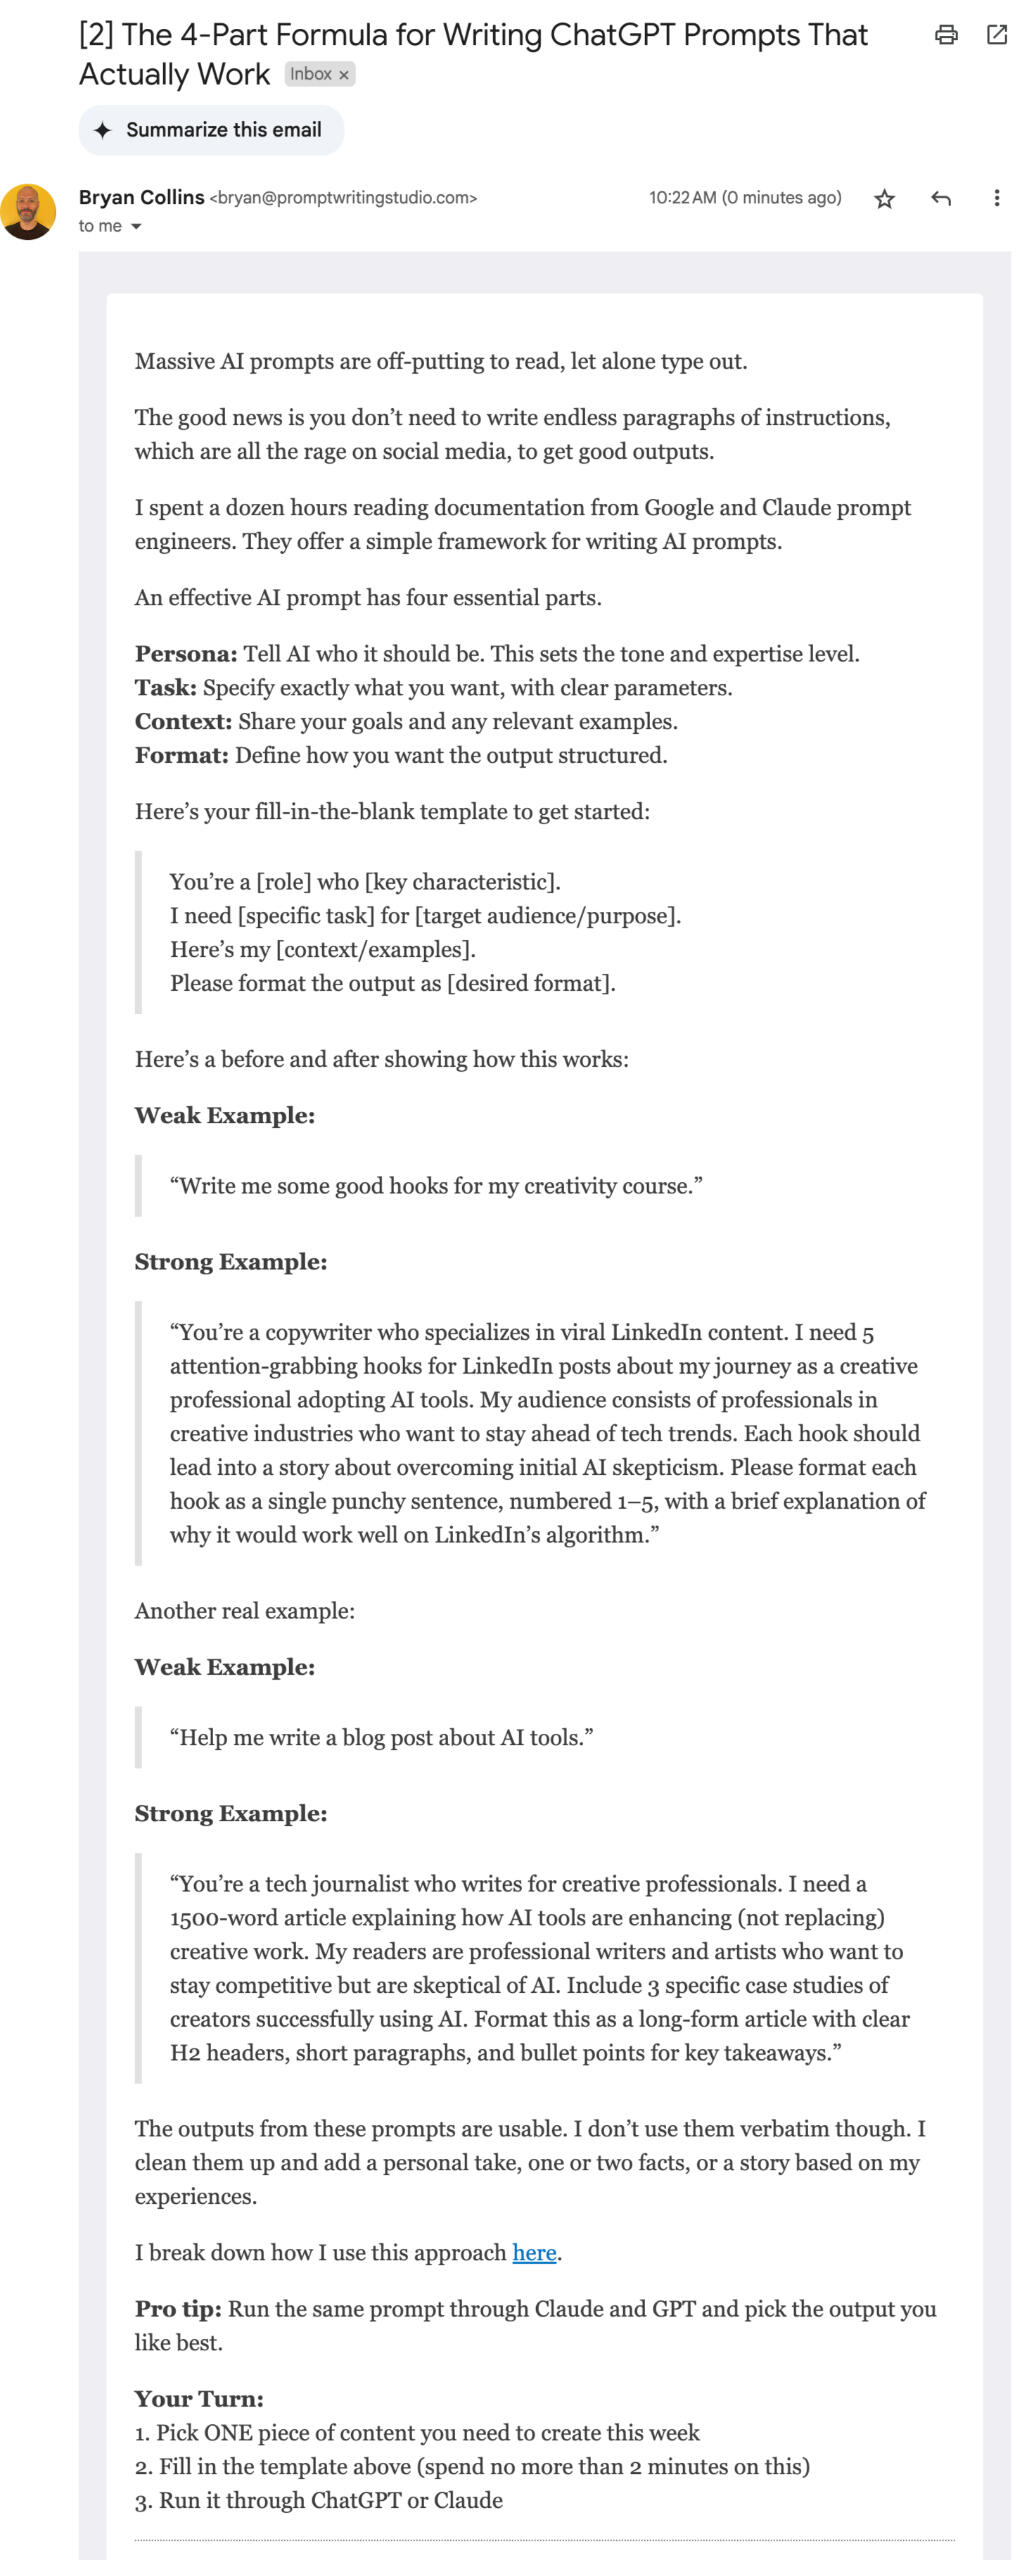 [2] The 4-Part Formula for Writing ChatGPT Prompts That
Actually Work Inbox ×
Summarize this email
Bryan Collins <bryan@promptwritingstudio.com> 10:22 AM (0 minutes ago)
to me
Massive AI prompts are off-putting to read, let alone type out.
The good news is you don’t need to write endless paragraphs of instructions,
which are all the rage on social media, to get good outputs.
I spent a dozen hours reading documentation from Google and Claude prompt
engineers. They offer a simple framework for writing AI prompts.
An effective AI prompt has four essential parts.
Persona: Tell AI who it should be. This sets the tone and expertise level.
Task: Specify exactly what you want, with clear parameters.
Context: Share your goals and any relevant examples.
Format: Define how you want the output structured.
Here’s your fill-in-the-blank template to get started:
You’re a [role] who [key characteristic].
I need [specific task] for [target audience/purpose].
Here’s my [context/examples].
Please format the output as [desired format].
Here’s a before and after showing how this works:
Weak Example:
“Write me some good hooks for my creativity course.”
Strong Example:
“You’re a copywriter who specializes in viral LinkedIn content. I need 5
attention-grabbing hooks for LinkedIn posts about my journey as a creative
professional adopting AI tools. My audience consists of professionals in
creative industries who want to stay ahead of tech trends. Each hook should
lead into a story about overcoming initial AI skepticism. Please format each
hook as a single punchy sentence, numbered 1–5, with a brief explanation of
why it would work well on LinkedIn’s algorithm.”
Another real example:
Weak Example:
“Help me write a blog post about AI tools.”
Strong Example:
“You’re a tech journalist who writes for creative professionals. I need a
1500-word article explaining how AI tools are enhancing (not replacing)
creative work. My readers are professional writers and artists who want to
stay competitive but are skeptical of AI. Include 3 specific case studies of
creators successfully using AI. Format this as a long-form article with clear
H2 headers, short paragraphs, and bullet points for key takeaways.”
The outputs from these prompts are usable. I don’t use them verbatim though. I
clean them up and add a personal take, one or two facts, or a story based on my
experiences.
I break down how I use this approach here.
Pro tip: Run the same prompt through Claude and GPT and pick the output you
like best.
Your Turn:
1. Pick ONE piece of content you need to create this week
2. Fill in the template above (spend no more than 2 minutes on this)
3. Run it through ChatGPT or Claude